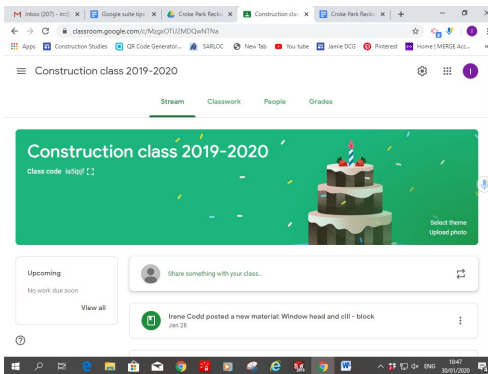 Inbox (207) - irc@
Google suite tips
Croke Park Reckon
Construction clas
Croke Park Reckon
classroom.google.com/c/MzgxOTU2MDQwNTNa
Apps Construction Studies QR Code Generator... SARLOC New Tab You tube Jamie DCG Pinterest Home | MERGE Acc...
Construction class 2019-2020
Stream Classwork People Grades
Construction class 2019-2020
Class code ia5ipjf
Select theme
Upload photo
Upcoming
No work due soon
View all
Share something with your class...
Irene Codd posted a new material: Window head and cill - block
Jan 28
ENG
10:47
30/01/2020